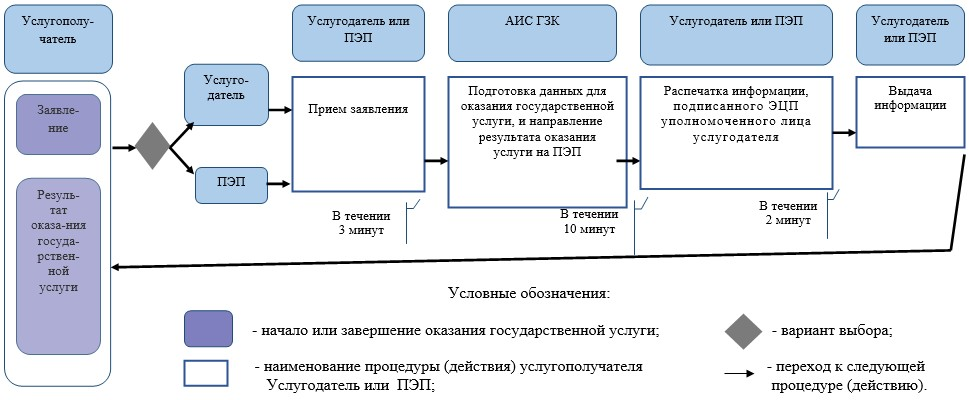 Услугополу-
чатель
Услугодатель или
ПЭП
АИС ГЗК
Услугодатель или ПЭП
Услугодатель
или ПЭП
Заявле-
ние
Резуль-
тат
оказа-ния
госуда-
рствен-
ной
услуги
Услуго-
датель
ПЭП
Прием заявления
Подготовка данных для
оказания государственной
услуги, и направление
результата оказания
услуги на ПЭП
Распечатка информации,
подписанного ЭЦП
уполномоченного лица
услугодателя
Выдача
информации
В течении
3 минут
В течении
10 минут
В течении
2 минут
Условные обозначения:
- начало или завершение оказания государственной услуги;
- вариант выбора;
- наименование процедуры (действия) услугополучателя
Услугодатель или ПЭП;
- переход к следующей
процедуре (действию).